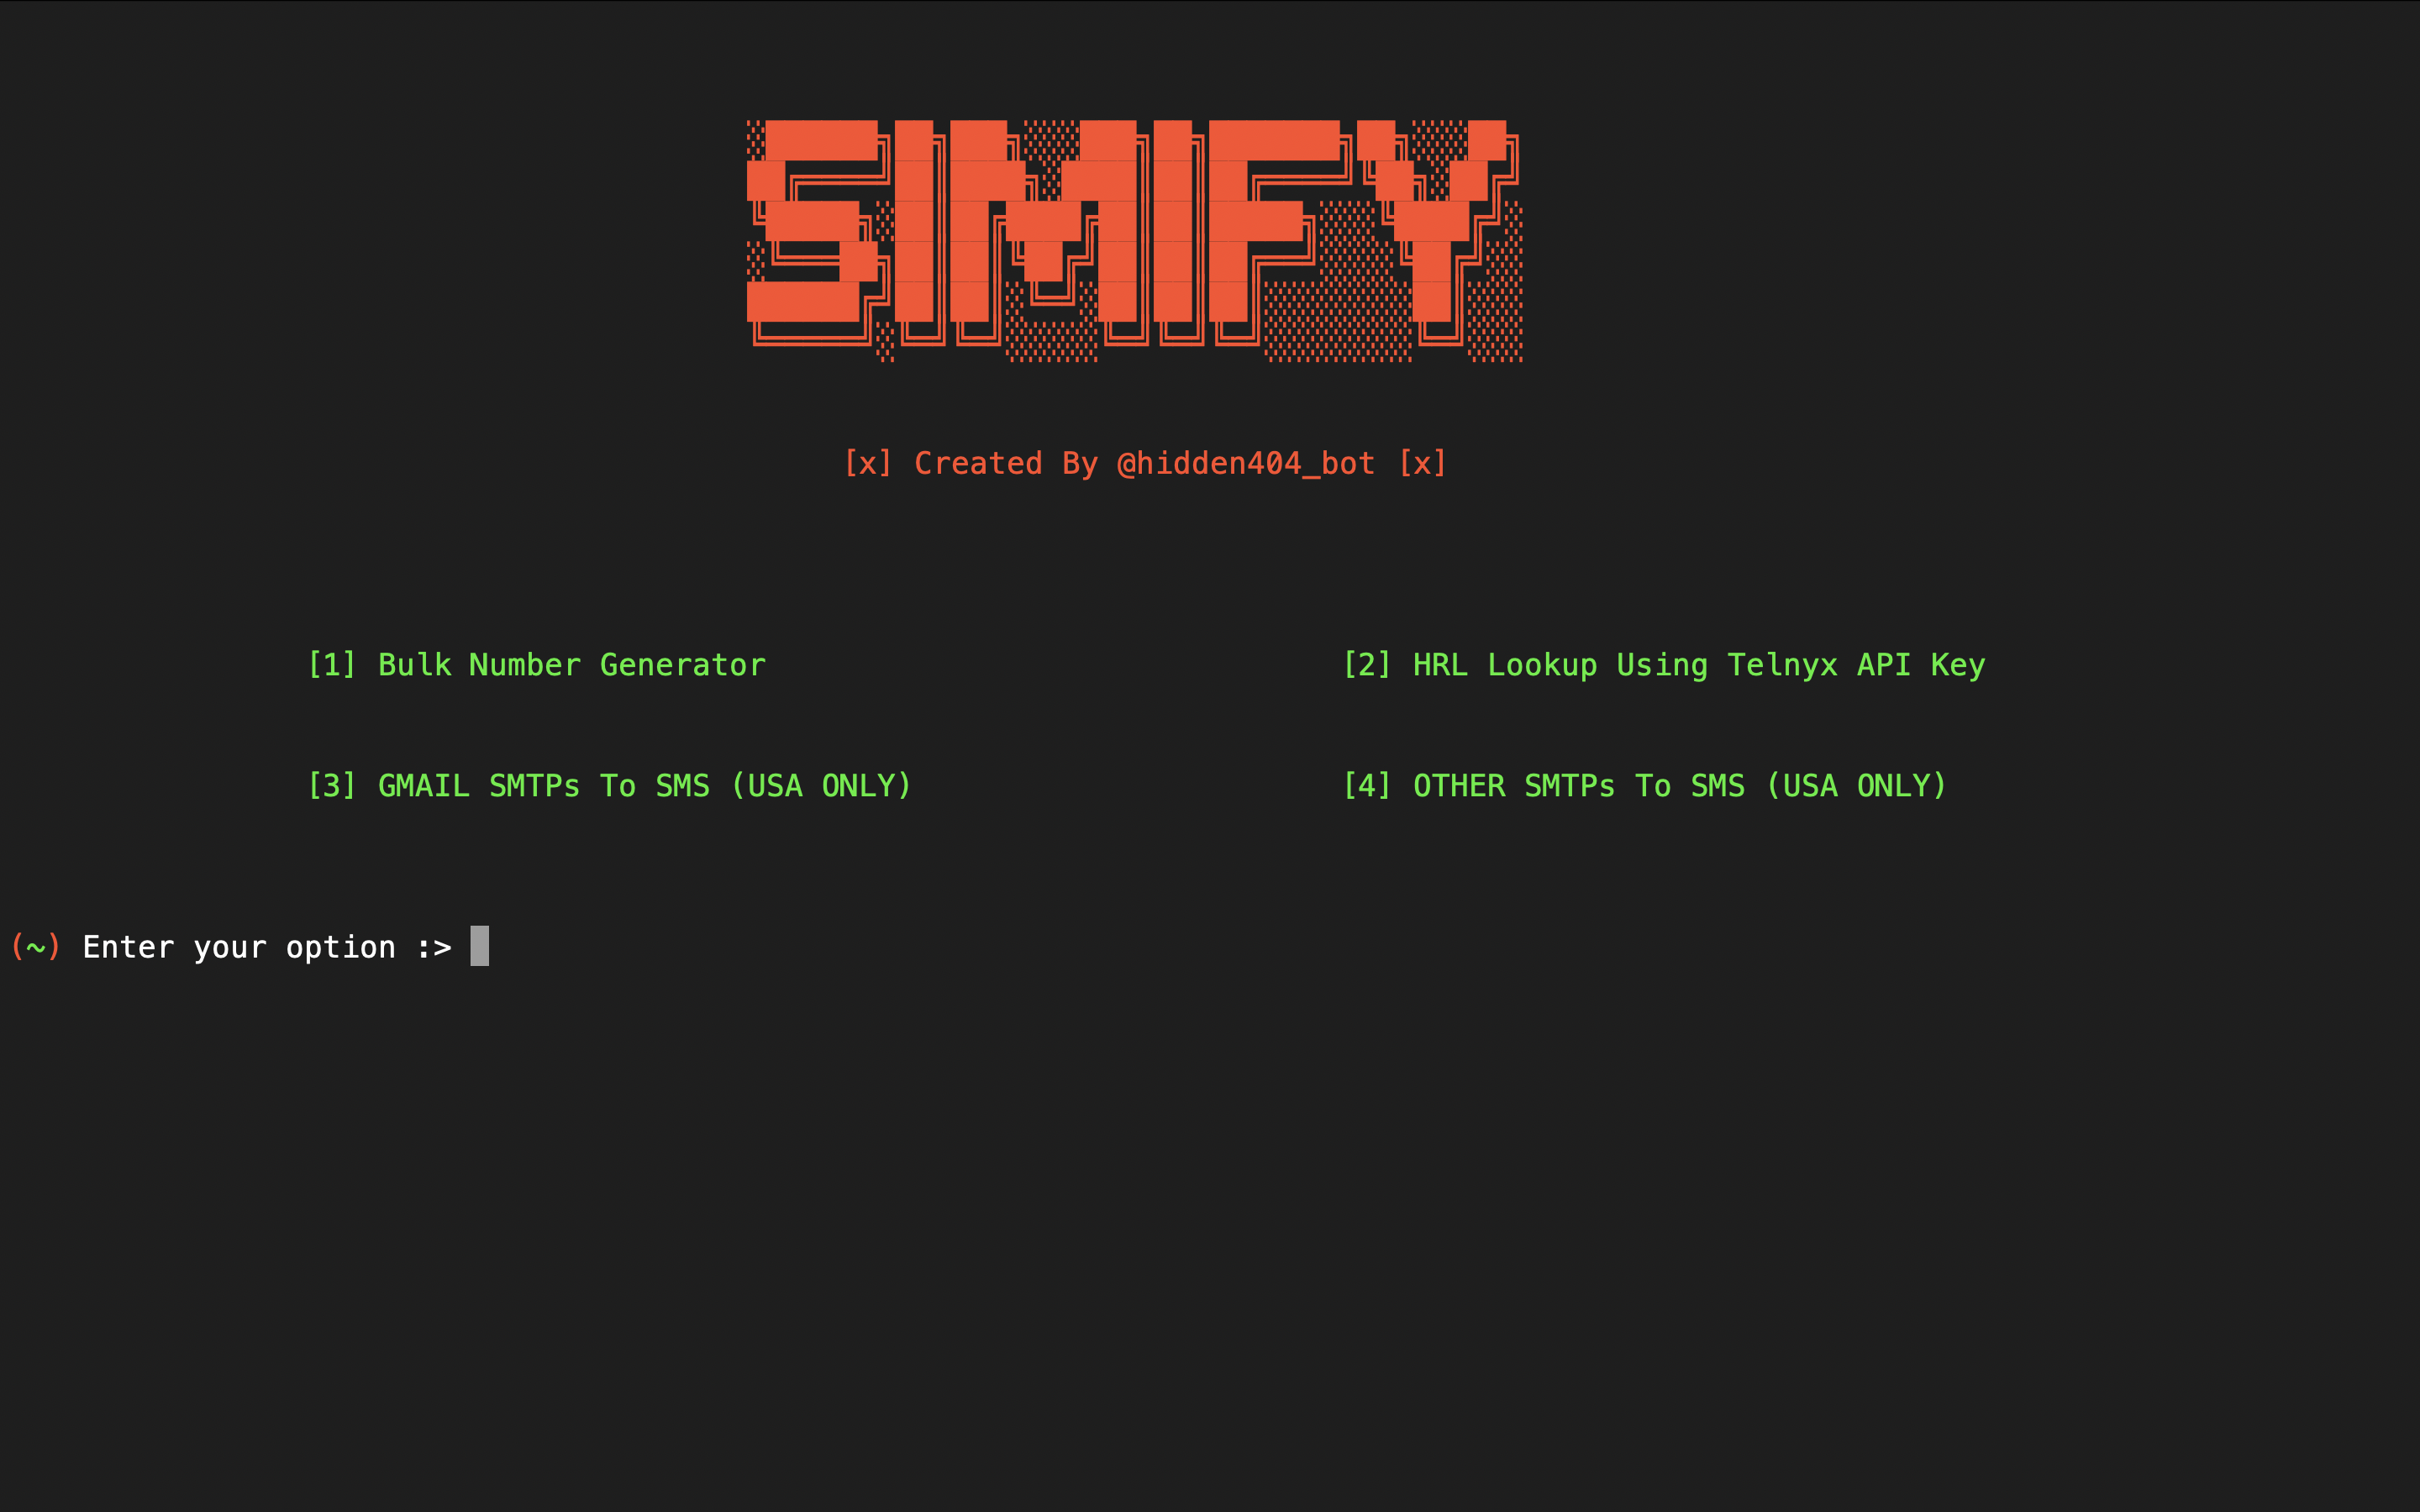 SIMIFY
[x] Created By @hidden404_bot [x]
[1] Bulk Number Generator
[2] HRL Lookup Using Telnyx API Key
[3] GMAIL SMTPs To SMS (USA ONLY)
[4] OTHER SMTPs To SMS (USA ONLY)
(~) Enter your option :>